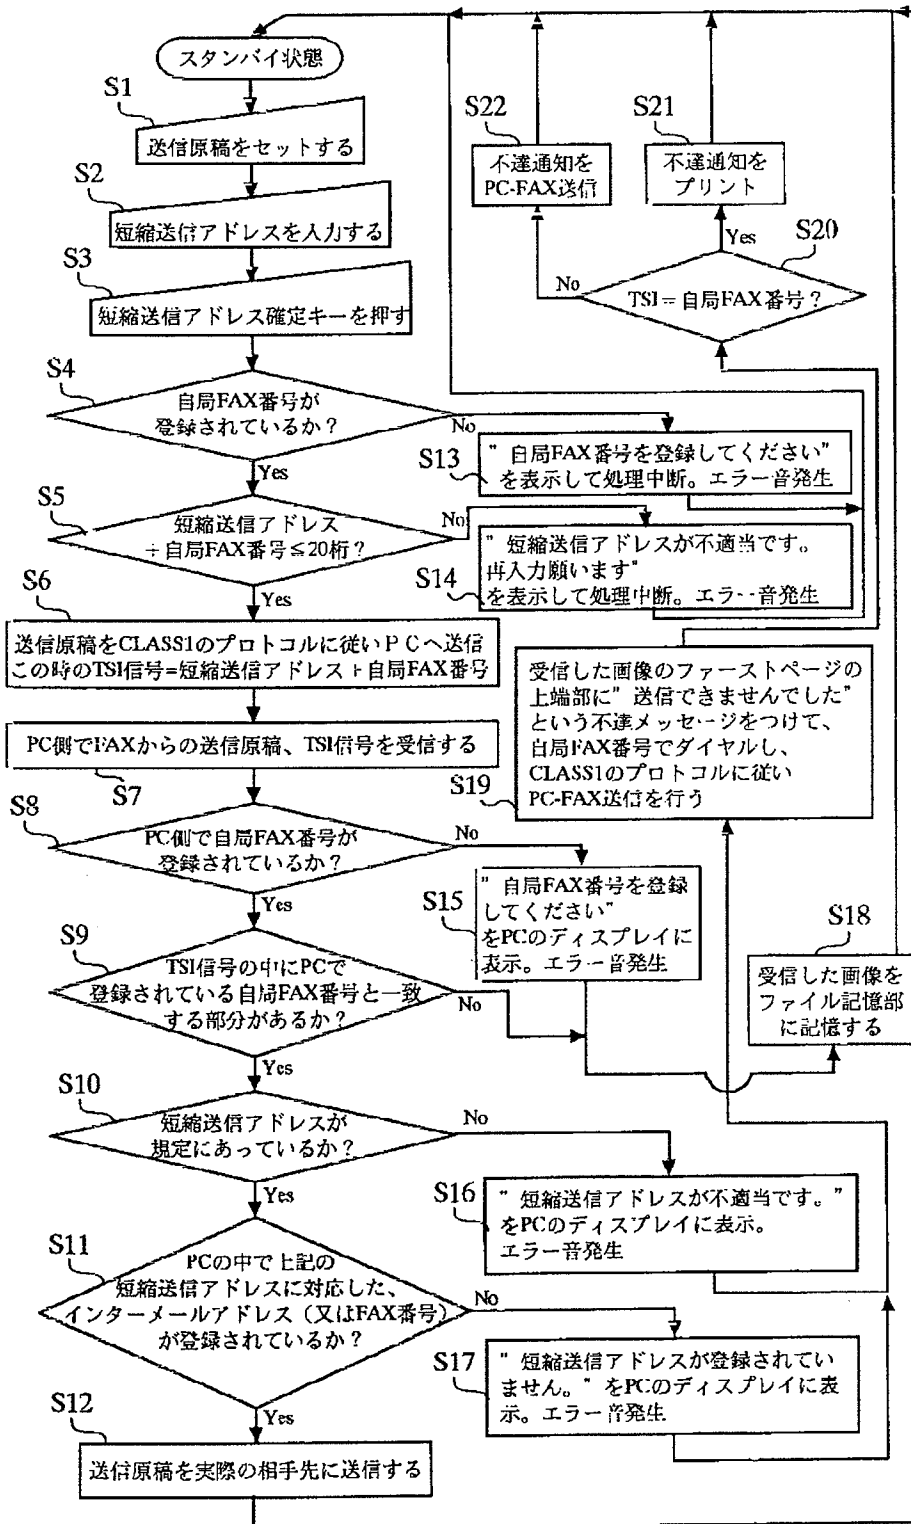 スタンバイ状態
S1
送信原稿をセットする
S2
短縮送信アドレスを入力する
S3
短縮送信アドレス確定キーを押す
S4
自局FAX番号が
登録されているか?
No
Yes
S5
短縮送信アドレス
+自局FAX番号≦20桁?
No
Yes
S6
送信原稿をCLASS1のプロトコルに従いPCへ送信
この時のTSI信号=短縮送信アドレス+自局FAX番号
PC側でFAXからの送信原稿、TSI信号を受信する
S7
S8
PC側で自局FAX番号が
登録されているか?
No
Yes
S9
TSI信号の中にPCで
登録されている自局FAX番号と一致
する部分があるか?
No
Yes
S10
短縮送信アドレスが
規定にあっているか?
No
Yes
S11
PCの中で上記の
短縮送信アドレスに対応した、
インターメールアドレス(又はFAX番号)
が登録されているか?
No
Yes
S12
送信原稿を実際の相手先に送信する
S22
不達通知を
PC-FAX送信
S21
不達通知を
プリント
S20
Yes
No
TSI=自局FAX番号?
S13
"自局FAX番号を登録してください"
を表示して処理中断。エラー音発生
S14
"短縮送信アドレスが不適当です。
再入力願います"
を表示して処理中断。エラー音発生
S19
受信した画像のファーストページの
上端部に"送信できませんでした"
という不達メッセージをつけて、
自局FAX番号でダイヤルし、
CLASS1のプロトコルに従い
PC-FAX送信を行う
S15
"自局FAX番号を登録
してください"
をPCのディスプレイに
表示。エラー音発生
S18
受信した画像を
ファイル記憶部
に記憶する
S16
"短縮送信アドレスが不適当です。"
をPCのディスプレイに表示。
エラー音発生
S17
"短縮送信アドレスが登録されてい
ません。"をPCのディスプレイに表
示。エラー音発生